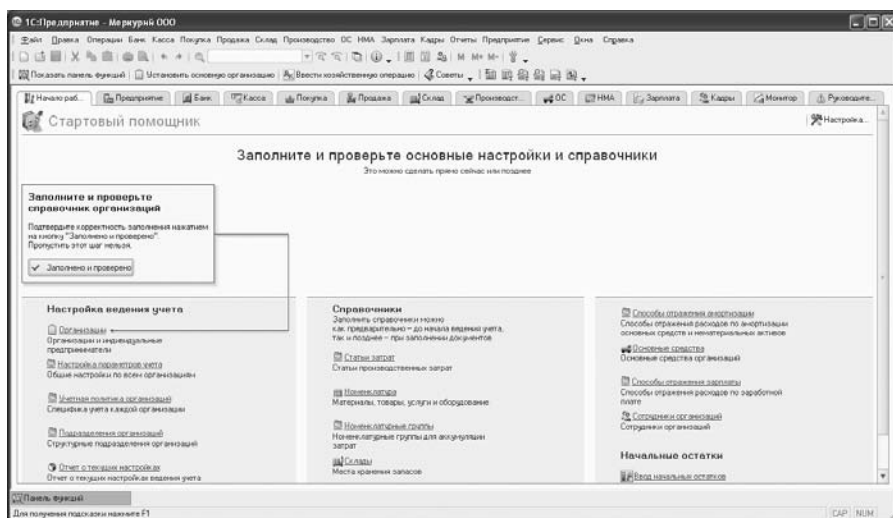 1С:Предприятие - Меркурий ООО
Файл Правка Операции Банк Касса Покупка Продажа Склад Производство ОС НМА Зарплата Кадры Отчеты Предприятие Сервис Окна Справка
M M+ M-
Показать панель функций Установить основную организацию Ввести хозяйственную операцию Советы
Начало раб... Предприятие Банк Касса Покупка Продажа Склад Производст... ОС НМА Зарплата Кадры Монитор Руководите...
Стартовый помощник
Настройка...
Заполните и проверьте основные настройки и справочники
Это можно сделать прямо сейчас или позднее
Заполните и проверьте
справочник организаций
Подтвердите корректность заполнения нажатием
на кнопку "Заполнено и проверено".
Пропустить этот шаг нельзя.
Заполнено и проверено
Настройка ведения учета
Организации
Организации и индивидуальные
предприниматели
Настройка параметров учета
Общие настройки по всем организациям
Учетная политика организаций
Специфика учета каждой организации
Подразделения организаций
Структурные подразделения организаций
Отчет о текущих настройках
Отчет о текущих настройках ведения учета
Справочники
Заполнить справочники можно
как предварительно – до начала ведения учета,
так и позднее – при заполнении документов
Статьи затрат
Статьи производственных затрат
Номенклатура
Материалы, товары, услуги и оборудование
Номенклатурные группы
Номенклатурные группы для аккумуляции
затрат
Склады
Места хранения запасов
Способы отражения амортизации
Способы отражения расходов по амортизации
основных средств и нематериальных активов
Основные средства
Основные средства организаций
Способы отражения зарплаты
Способы отражения расходов по заработной
плате
Сотрудники организаций
Сотрудники организаций
Начальные остатки
Ввод начальных остатков
Панель функций
Для получения подсказки нажмите F1
CAP NUM